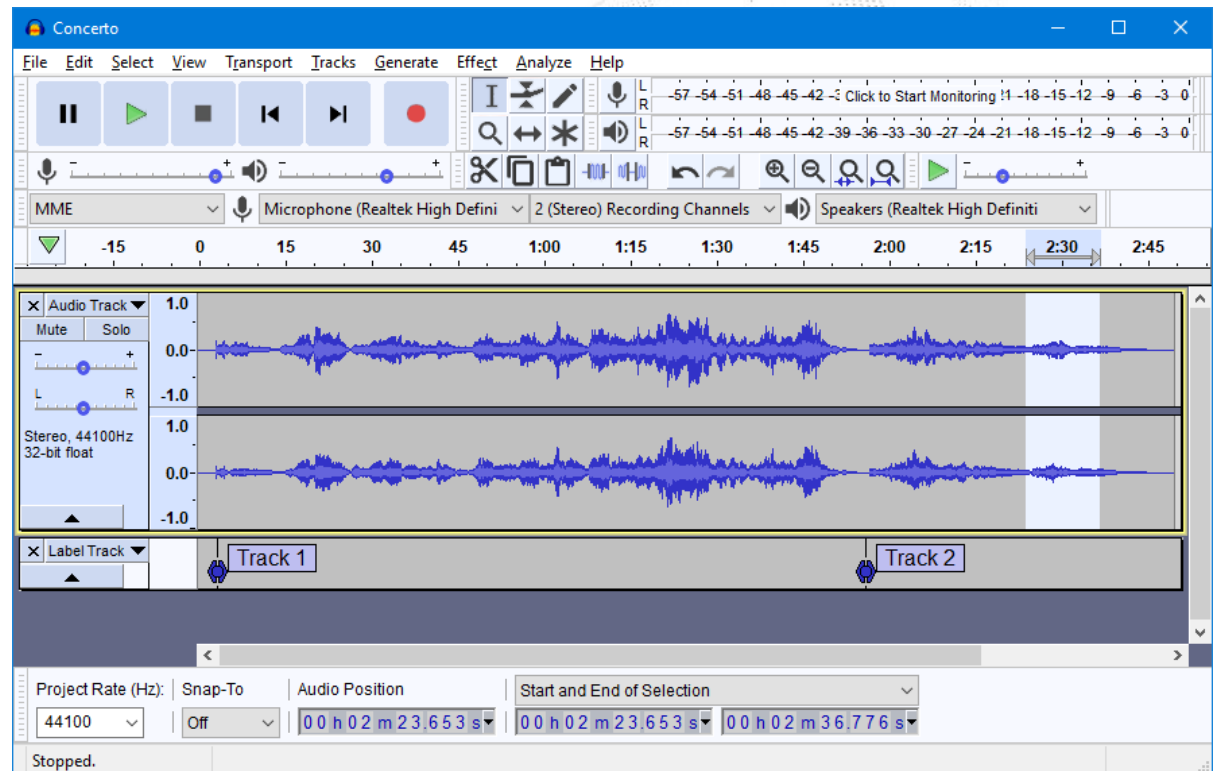 Concerto
File Edit Select View Transport Tracks Generate Effect Analyze Help
L
R
-57 -54 -51 -48 -45 -42 -3 Click to Start Monitoring !1 -18 -15 -12 -9 -6 -3 0
L
R
-57 -54 -51 -48 -45 -42 -39 -36 -33 -30 -27 -24 -21 -18 -15 -12 -9 -6 -3 0
- + - + - +
MME Microphone (Realtek High Defini 2 (Stereo) Recording Channels Speakers (Realtek High Definiti
-15 0 15 30 45 1:00 1:15 1:30 1:45 2:00 2:15 2:30 2:45
X Audio Track 1.0
Mute Solo
- + 0.0
L R -1.0
Stereo, 44100Hz 1.0
32-bit float
0.0
-1.0
X Label Track
Track 1 Track 2
Project Rate (Hz): Snap-To Audio Position Start and End of Selection
44100 Off 00 h 02 m 23.653 s 00 h 02 m 23.653 s 00 h 02 m 36.776 s
Stopped.